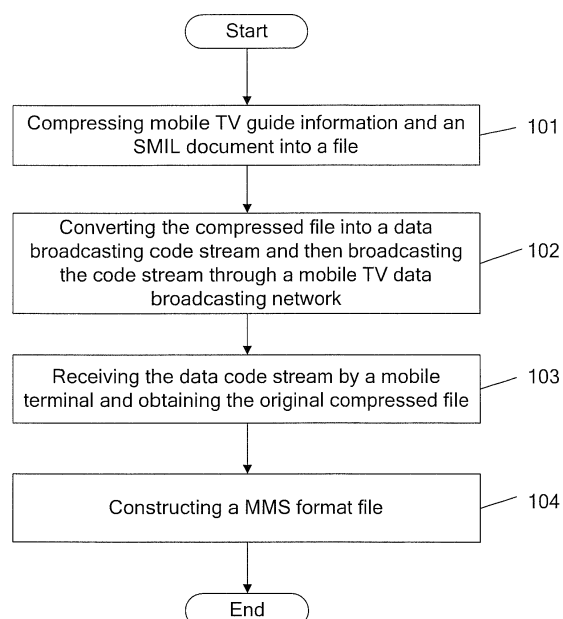 Start
Compressing mobile TV guide information and an
SMIL document into a file
101
Converting the compressed file into a data
broadcasting code stream and then broadcasting
the code stream through a mobile TV data
broadcasting network
102
Receiving the data code stream by a mobile
terminal and obtaining the original compressed file
103
Constructing a MMS format file
104
End